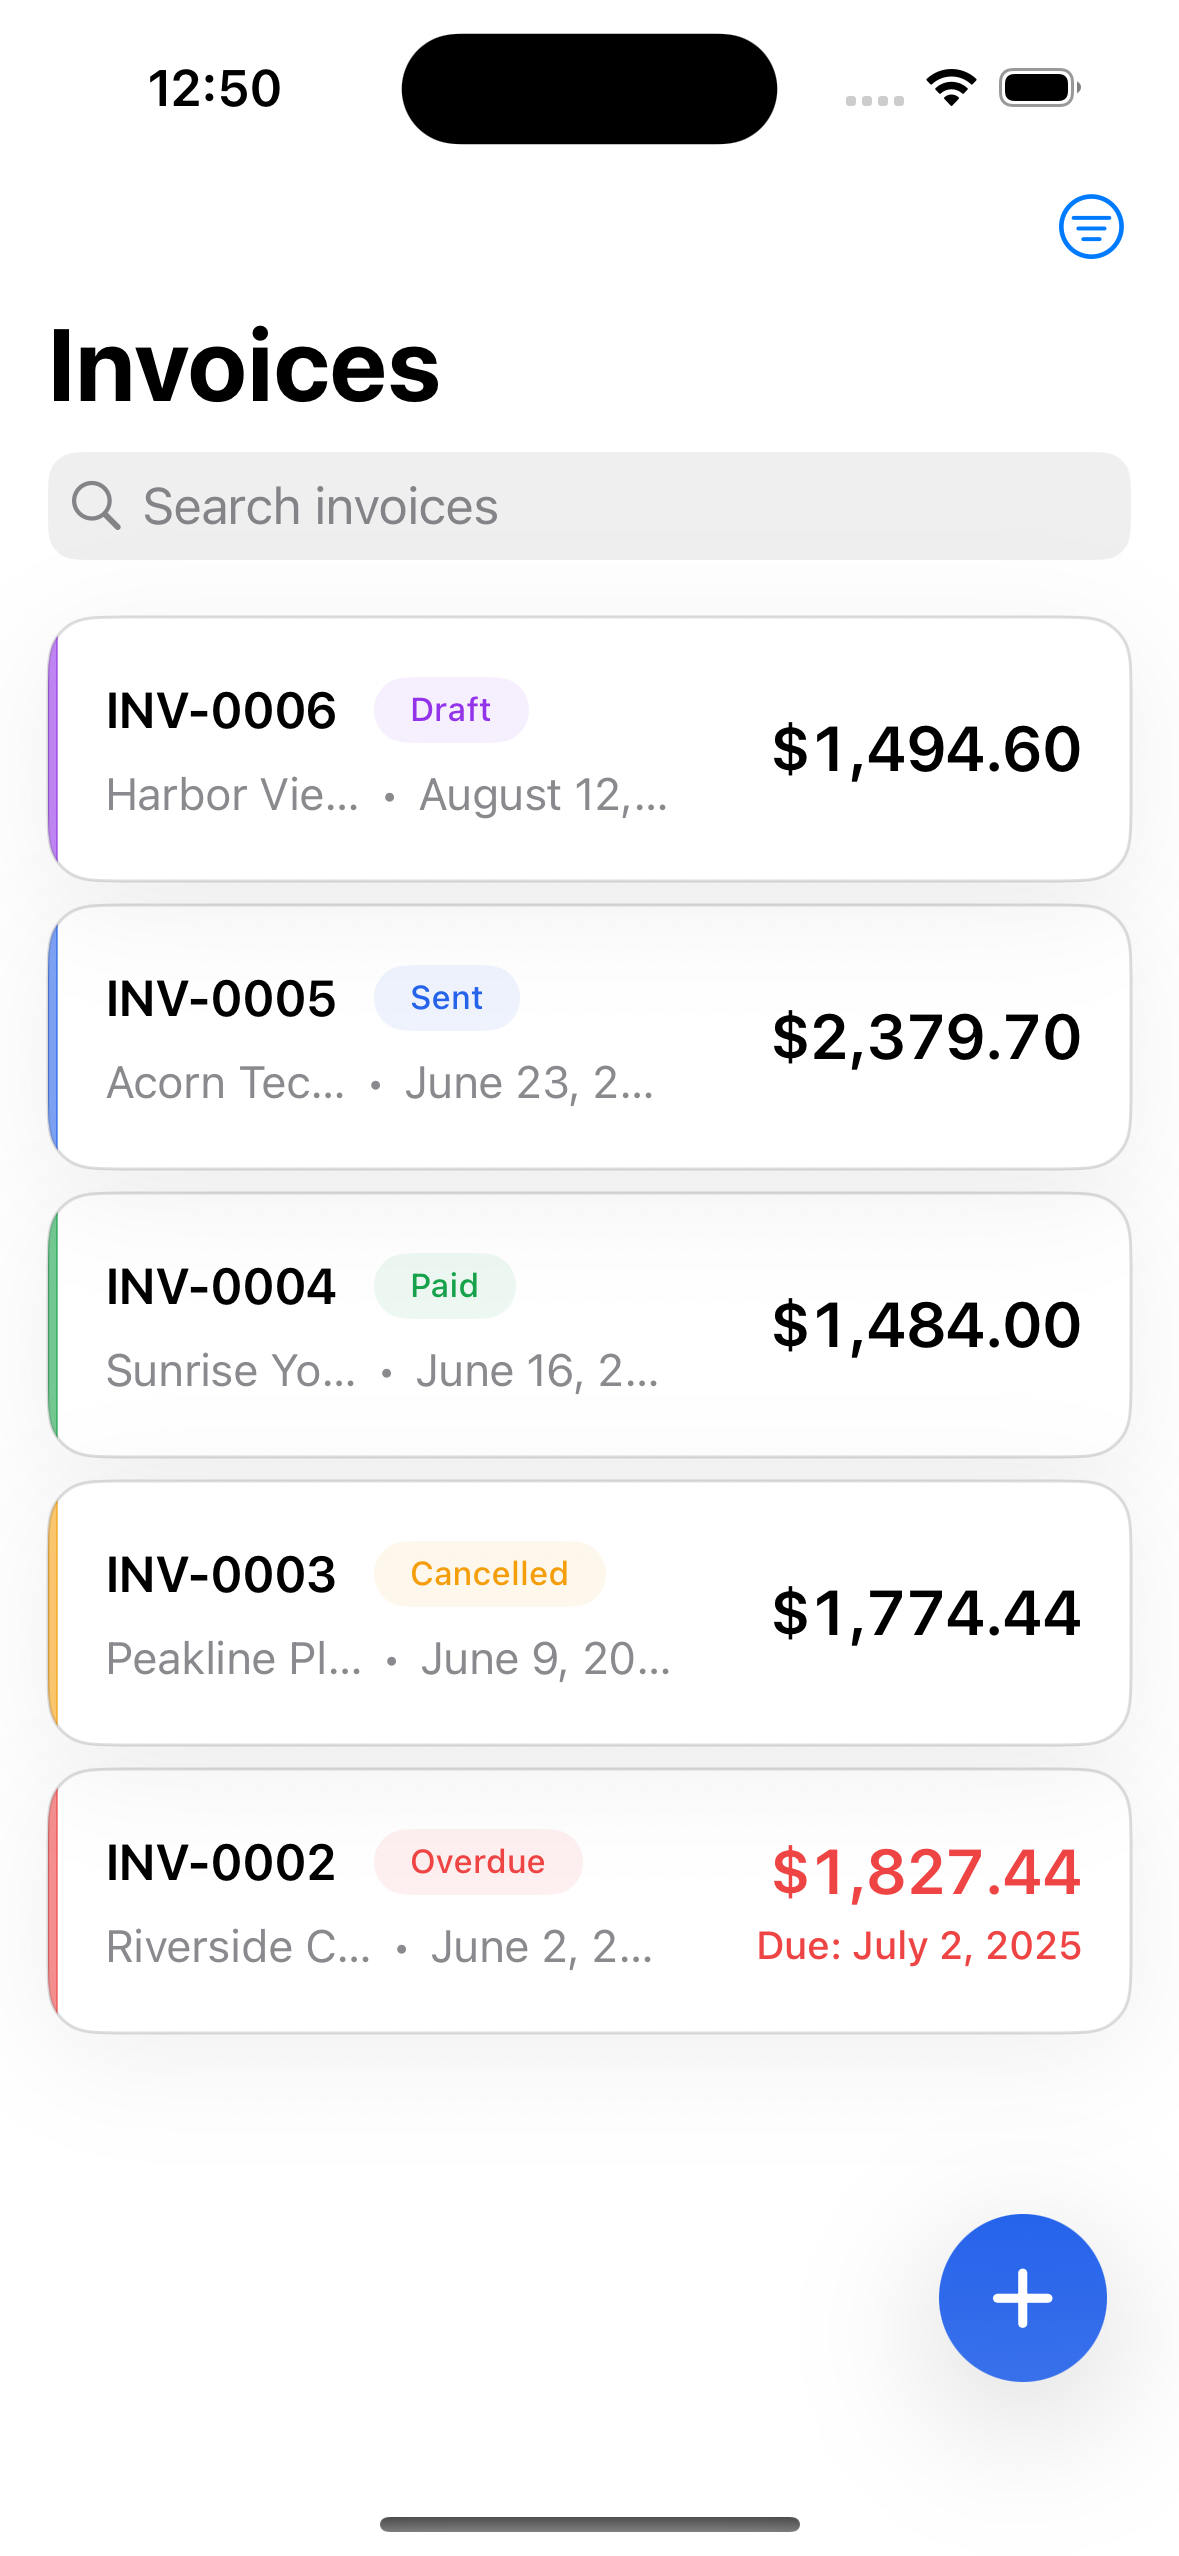 12:50
Invoices
Search invoices
INV-0006 Draft
$1,494.60
Harbor Vie... • August 12,...
INV-0005 Sent
$2,379.70
Acorn Tec... • June 23, 2...
INV-0004 Paid
$1,484.00
Sunrise Yo... • June 16, 2...
INV-0003 Cancelled
$1,774.44
Peakline Pl... • June 9, 20...
INV-0002 Overdue
$1,827.44
Riverside C... • June 2, 2...
Due: July 2, 2025